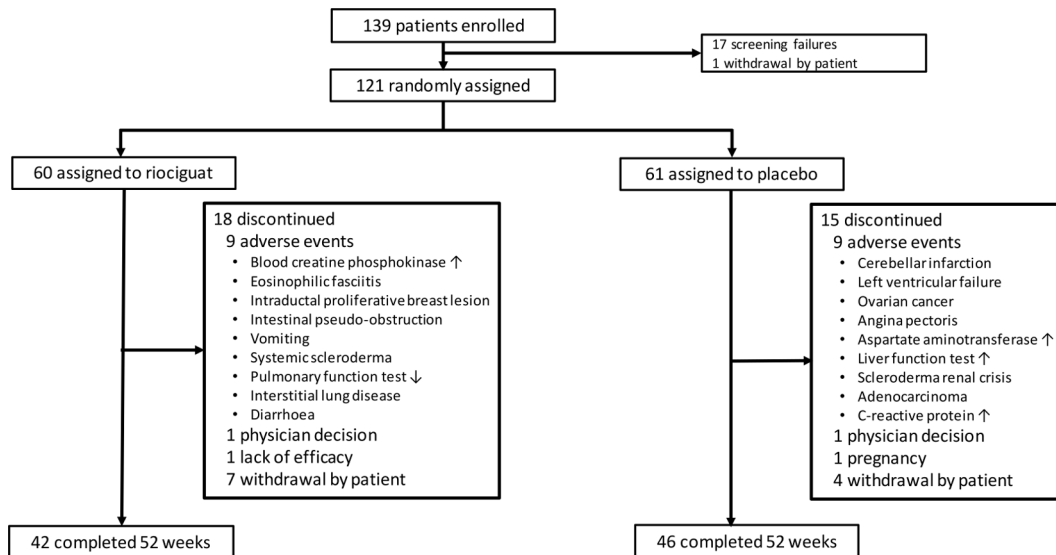 139 patients enrolled
17 screening failures
1 withdrawal by patient
121 randomly assigned
60 assigned to riociguat
61 assigned to placebo
18 discontinued
9 adverse events
• Blood creatine phosphokinase ↑
• Eosinophilic fasciitis
• Intraductal proliferative breast lesion
• Intestinal pseudo-obstruction
• Vomiting
• Systemic scleroderma
• Pulmonary function test ↓
• Interstitial lung disease
• Diarrhoea
1 physician decision
1 lack of efficacy
7 withdrawal by patient
15 discontinued
9 adverse events
• Cerebellar infarction
• Left ventricular failure
• Ovarian cancer
• Angina pectoris
• Aspartate aminotransferase ↑
• Liver function test ↑
• Scleroderma renal crisis
• Adenocarcinoma
• C-reactive protein ↑
1 physician decision
1 pregnancy
4 withdrawal by patient
42 completed 52 weeks
46 completed 52 weeks